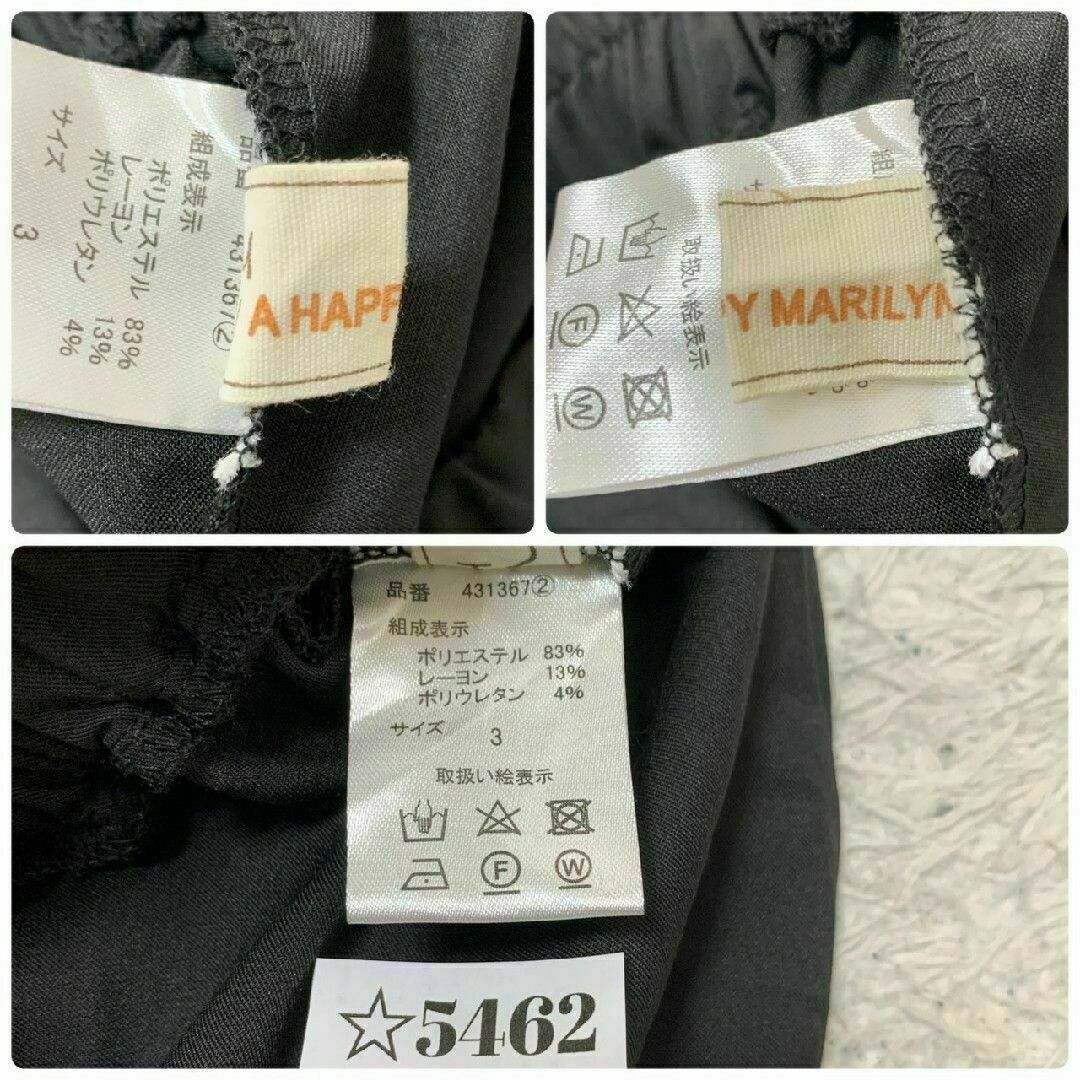 品番 431367②
組成表示
ポリエステル 83%
レーヨン 13%
ポリウレタン 4%
サイズ
3
A HAPP
取扱い絵表示
F
W
Y MARILYN
品番 431367②
組成表示
ポリエステル 83%
レーヨン 13%
ポリウレタン 4%
サイズ 3
取扱い絵表示
F
W
☆5462